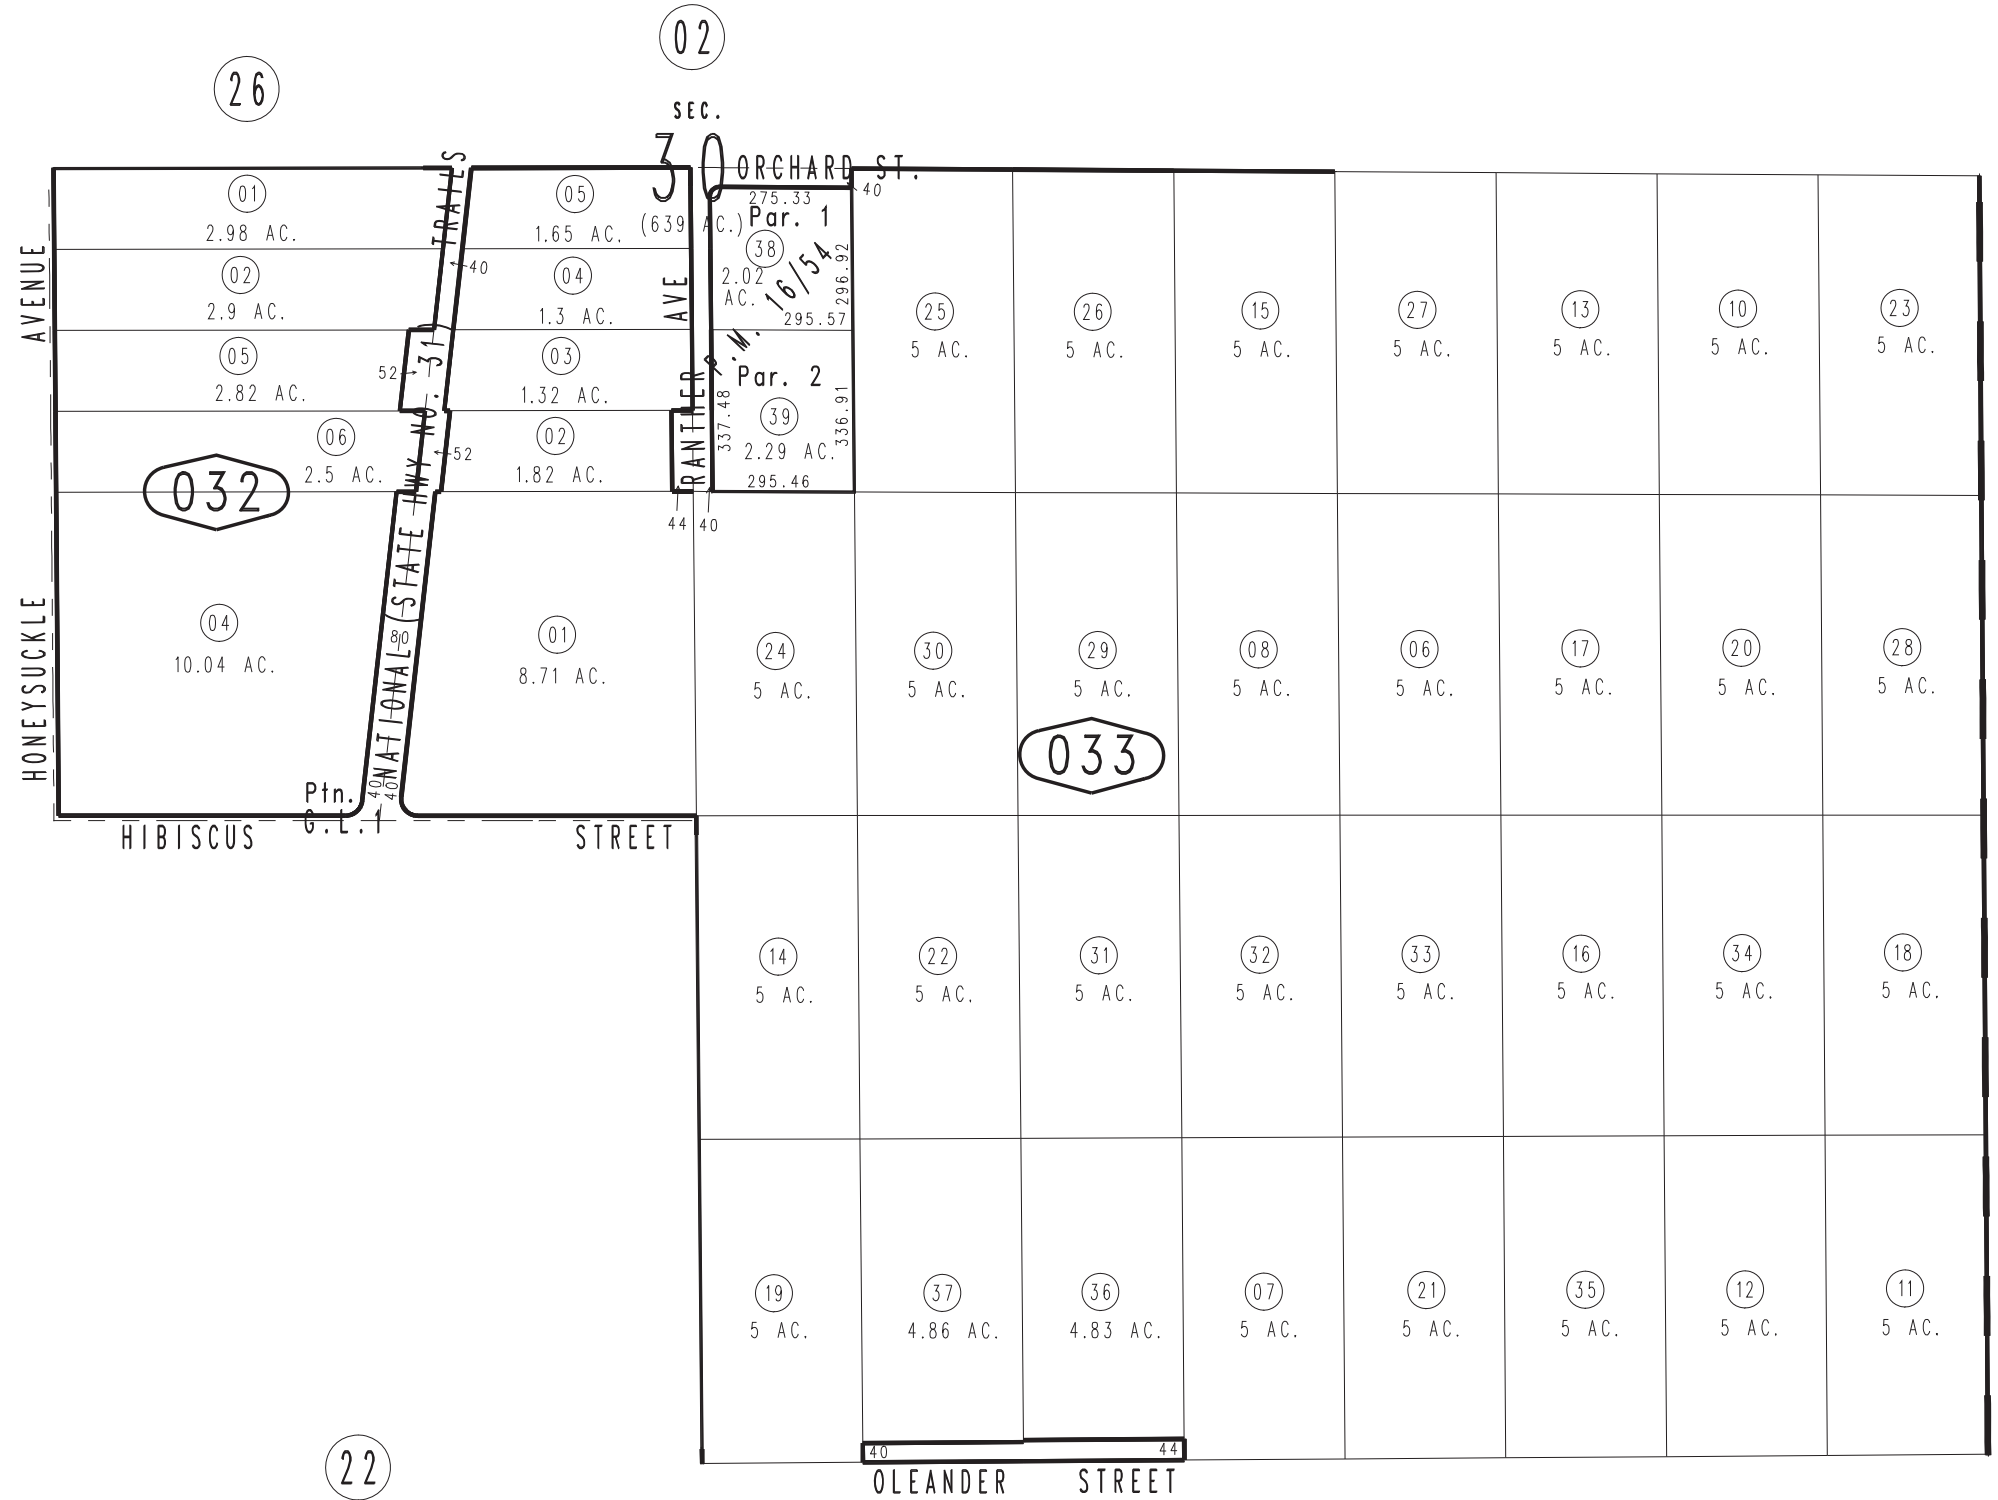 02
26
SEC.
30
(639 AC.)
ORCHARD ST.
40
275.33
Par. 1
38
2.02
AC.
296.92
295.57
P.M. 16/54
Par. 2
39
2.29 AC.
337.48
336.91
295.46
44
40
RANTHER AVE
HONEYSUCKLE AVENUE
01
2.98 AC.
02
2.9 AC.
05
2.82 AC.
06
2.5 AC.
032
04
10.04 AC.
NATIONAL (STATE HWY NO. 31) TRAILS
40
52
52
80
40
40
05
1.65 AC.
04
1.3 AC.
03
1.32 AC.
02
1.82 AC.
01
8.71 AC.
Ptn.
G.L.1
HIBISCUS STREET
25
5 AC.
26
5 AC.
15
5 AC.
27
5 AC.
13
5 AC.
10
5 AC.
23
5 AC.
24
5 AC.
30
5 AC.
29
5 AC.
08
5 AC.
06
5 AC.
17
5 AC.
20
5 AC.
28
5 AC.
033
14
5 AC.
22
5 AC.
31
5 AC.
32
5 AC.
33
5 AC.
16
5 AC.
34
5 AC.
18
5 AC.
19
5 AC.
37
4.86 AC.
36
4.83 AC.
07
5 AC.
21
5 AC.
35
5 AC.
12
5 AC.
11
5 AC.
40
44
OLEANDER STREET
22